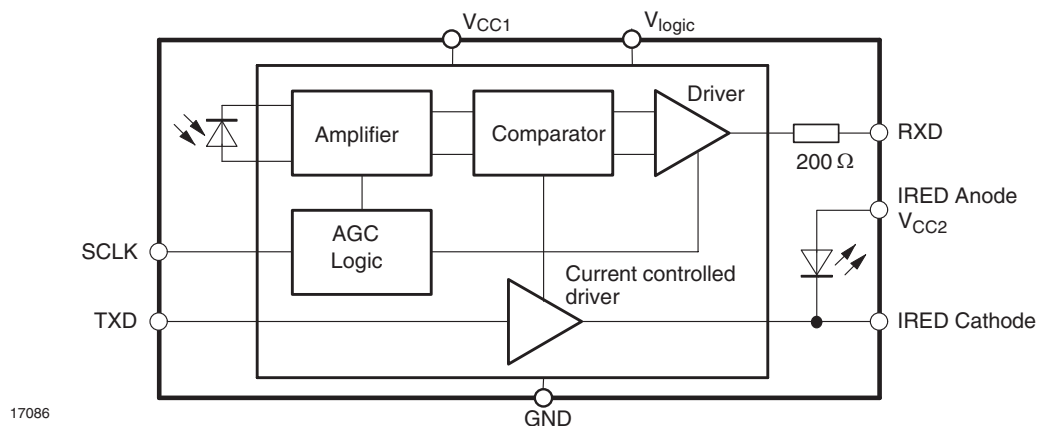 VCC1
Vlogic
Driver
Amplifier
Comparator
RXD
200 Ω
IRED Anode
VCC2
AGC
Logic
SCLK
Current controlled
driver
TXD
IRED Cathode
GND
17086